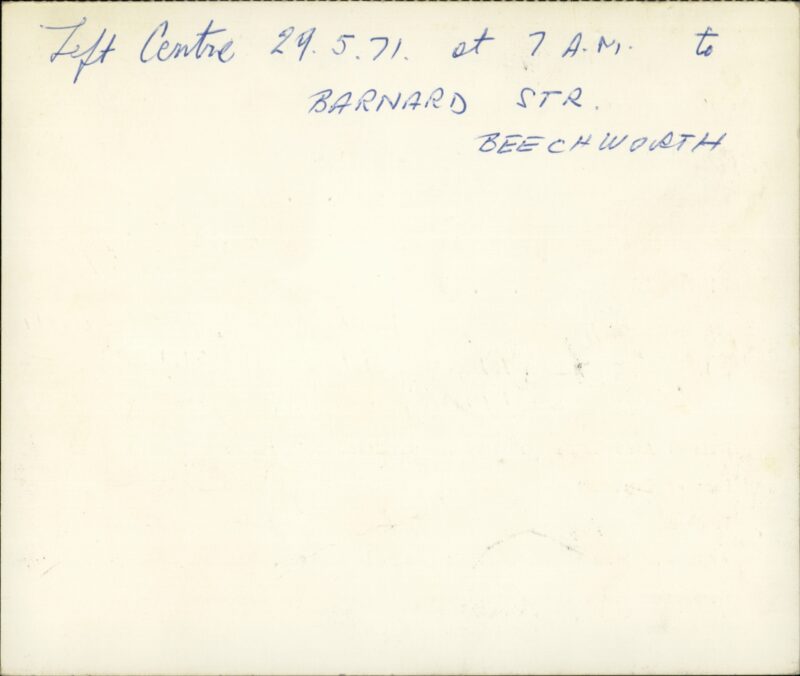 Left Centre 29.5.71. at 7 A.M. to
BARNARD STR.
BEECHWORTH